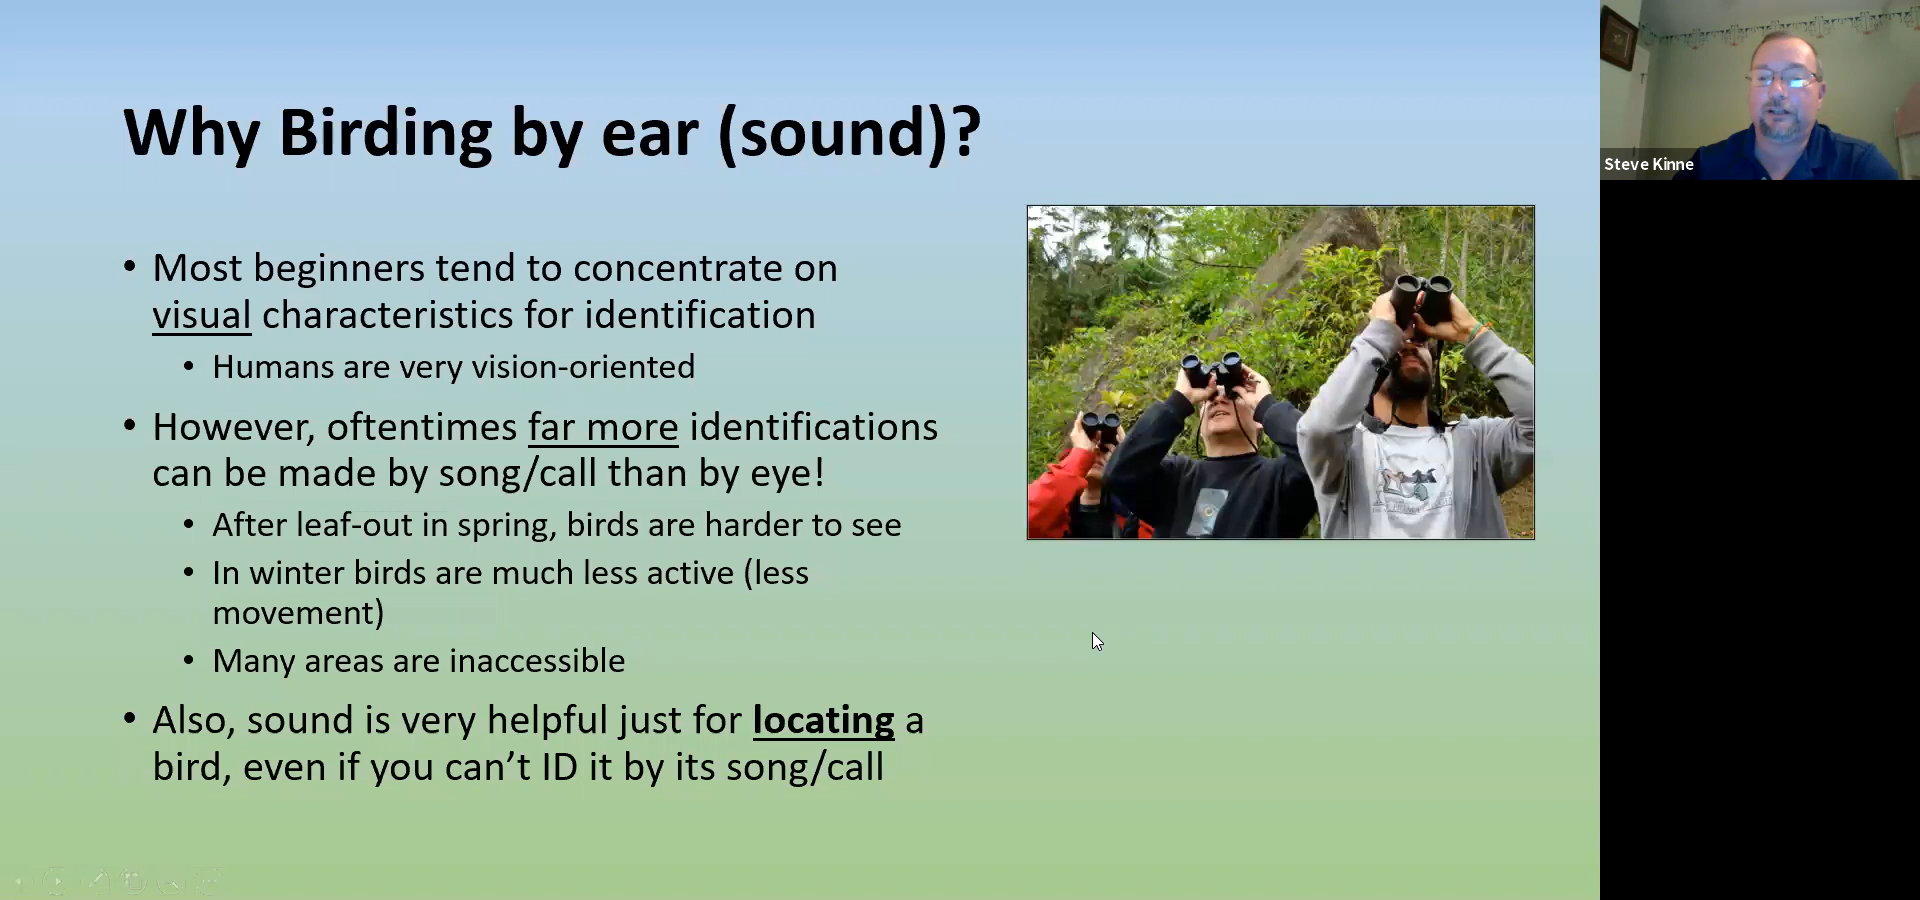 Why Birding by ear (sound)?
• Most beginners tend to concentrate on
visual characteristics for identification
• Humans are very vision-oriented
• However, oftentimes far more identifications
can be made by song/call than by eye!
• After leaf-out in spring, birds are harder to see
• In winter birds are much less active (less
movement)
• Many areas are inaccessible
• Also, sound is very helpful just for locating a
bird, even if you can’t ID it by its song/call
Steve Kinne